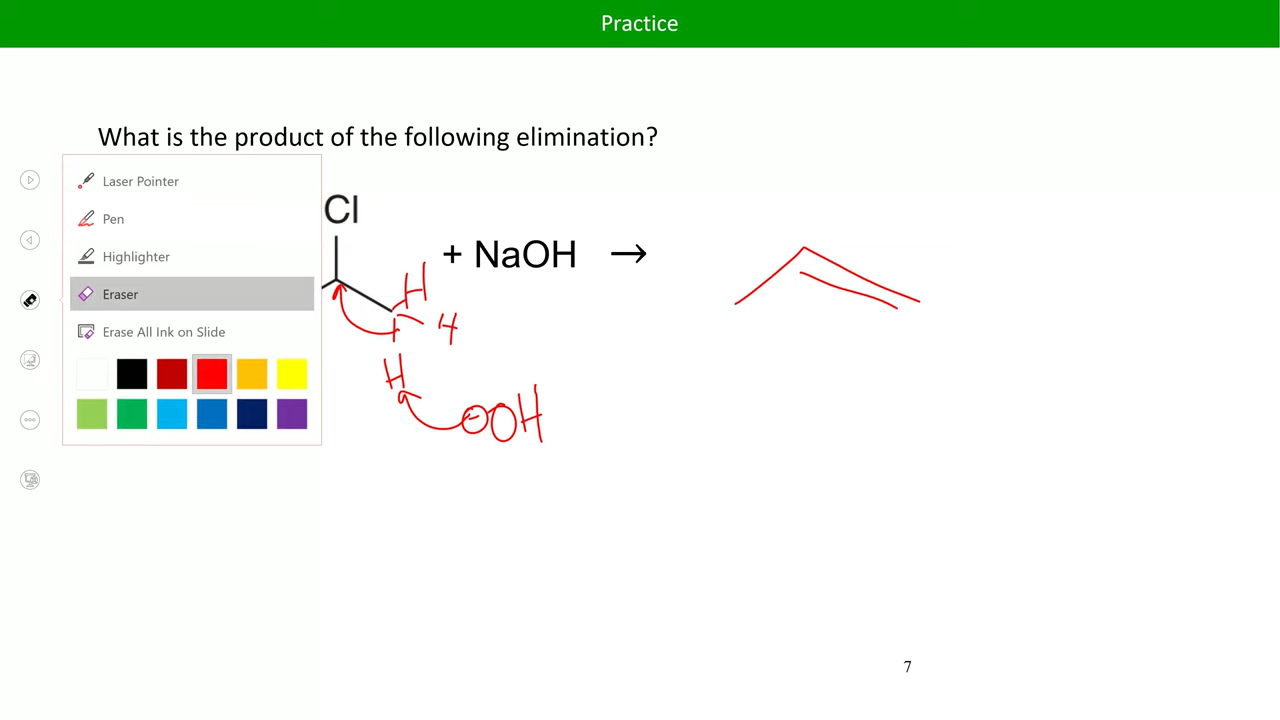 Practice
What is the product of the following elimination?
Laser Pointer
Pen
Highlighter
Eraser
Erase All Ink on Slide
Cl
+ NaOH →
H
H
H
⊖OH
7